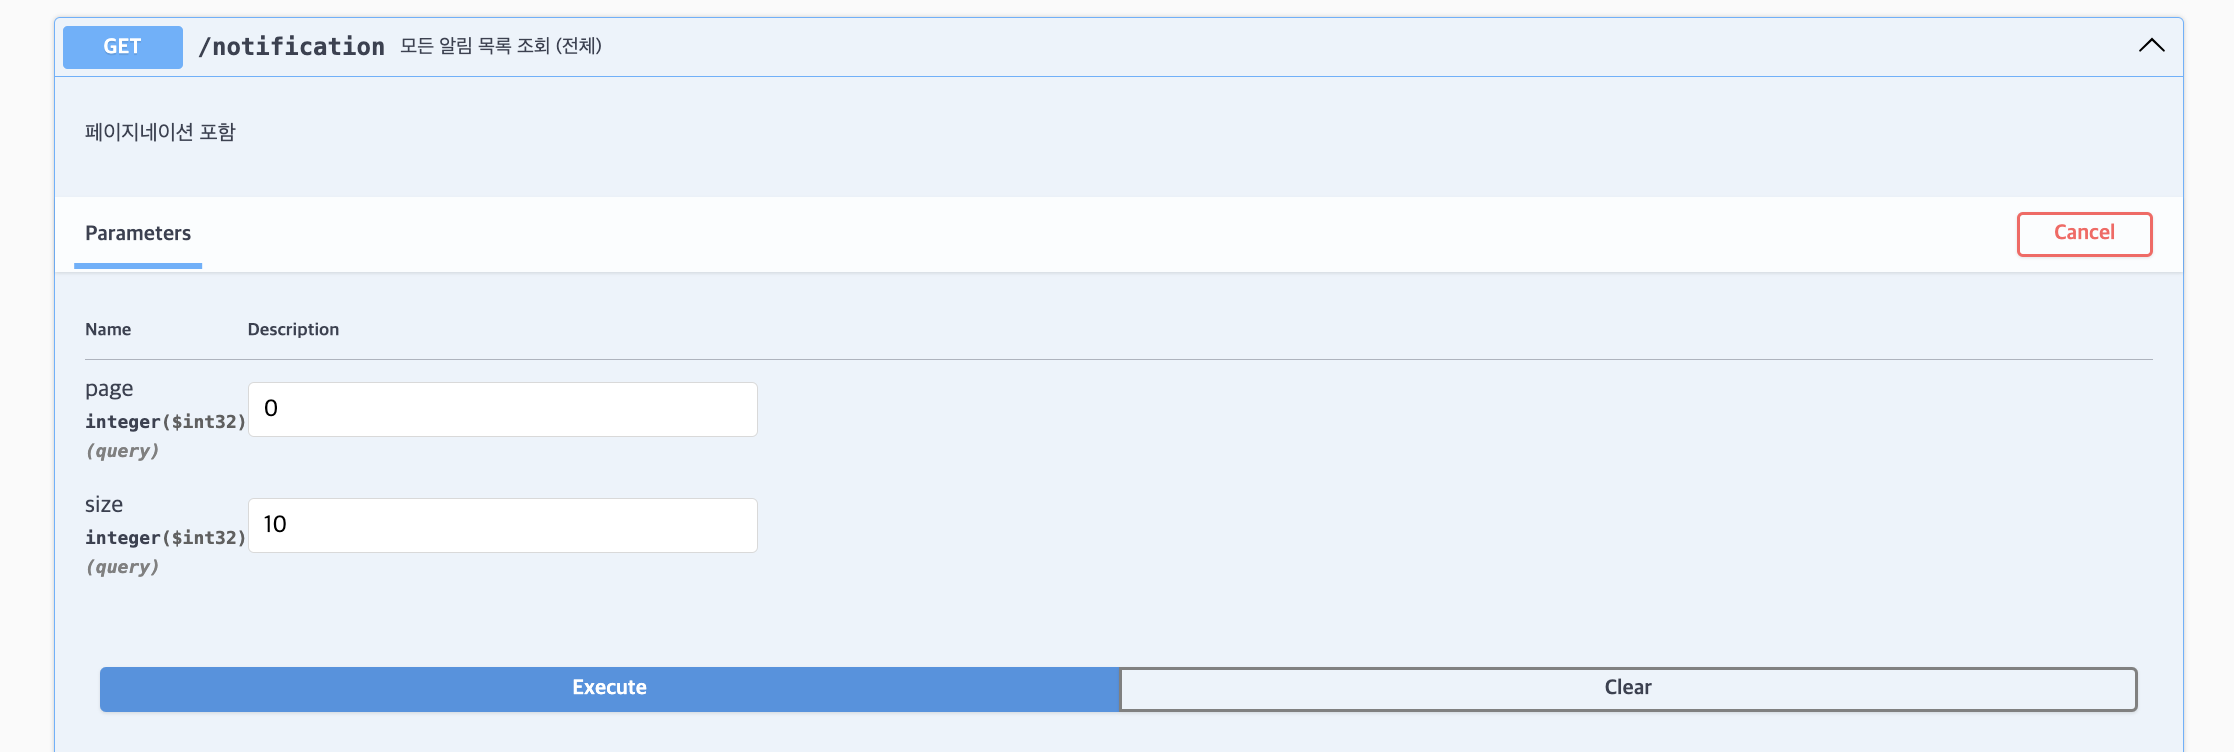 GET /notification 모든 알림 목록 조회 (전체)
페이지네이션 포함
Parameters
Cancel
Name Description
page
integer($int32)
(query)
0
size
integer($int32)
(query)
10
Execute
Clear